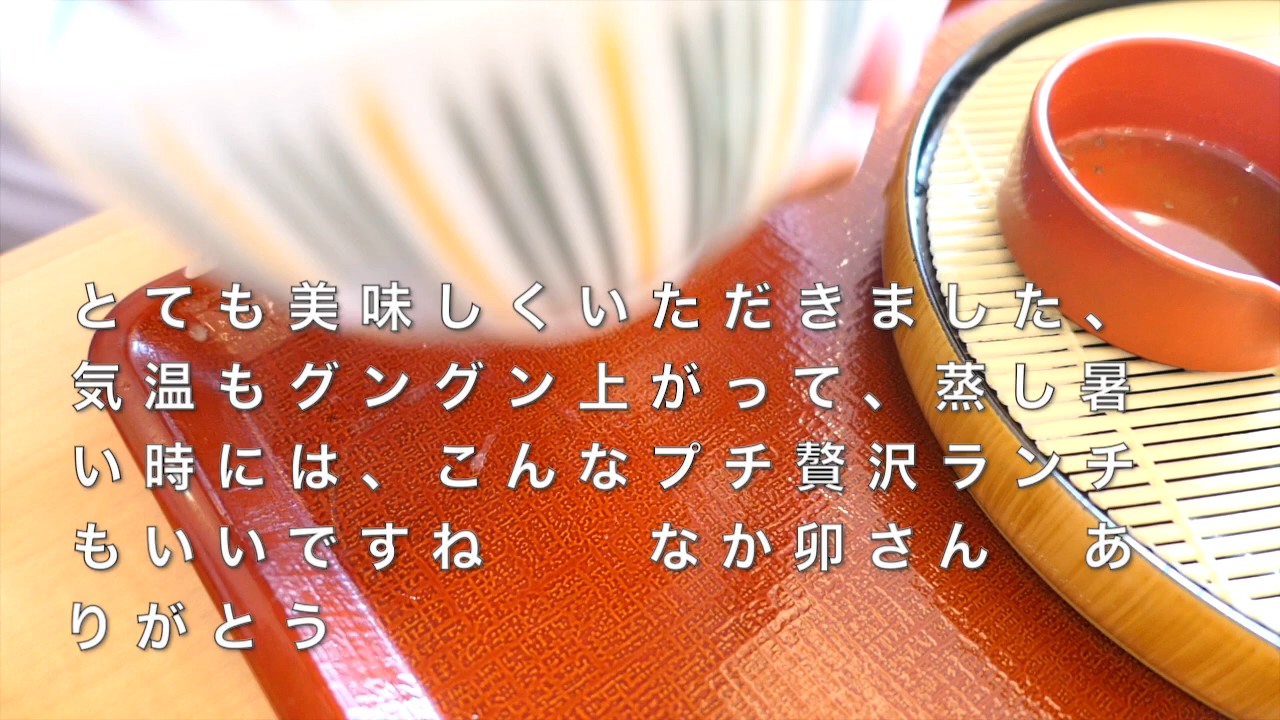 とても美味しくいただきました、
気温もグングン上がって、蒸し暑
い時には、こんなプチ贅沢ランチ
もいいですね　　なか卯さん　あ
りがとう